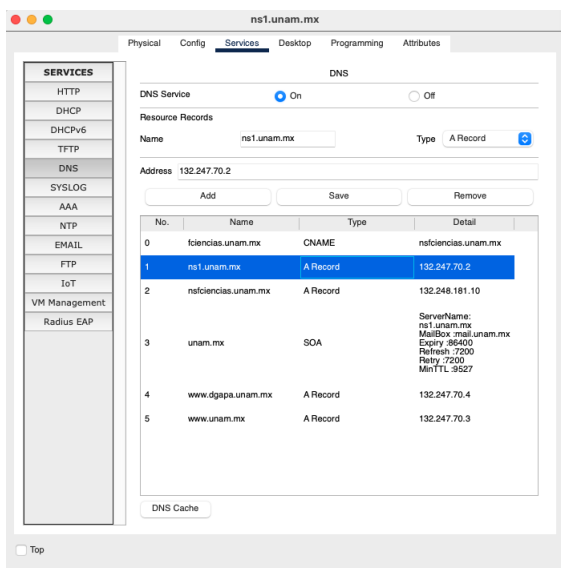 ns1.unam.mx
Physical Config Services Desktop Programming Attributes
SERVICES
HTTP
DHCP
DHCPv6
TFTP
DNS
SYSLOG
AAA
NTP
EMAIL
FTP
IoT
VM Management
Radius EAP
DNS
DNS Service On Off
Resource Records
Name ns1.unam.mx Type A Record
Address 132.247.70.2
Add Save Remove
No. Name Type Detail
0 fciencias.unam.mx CNAME nsfciencias.unam.mx
1 ns1.unam.mx A Record 132.247.70.2
2 nsfciencias.unam.mx A Record 132.248.181.10
3 unam.mx SOA
ServerName:
ns1.unam.mx
MailBox :mail.unam.mx
Expiry :86400
Refresh :7200
Retry :7200
MinTTL :9527
4 www.dgapa.unam.mx A Record 132.247.70.4
5 www.unam.mx A Record 132.247.70.3
DNS Cache
Top